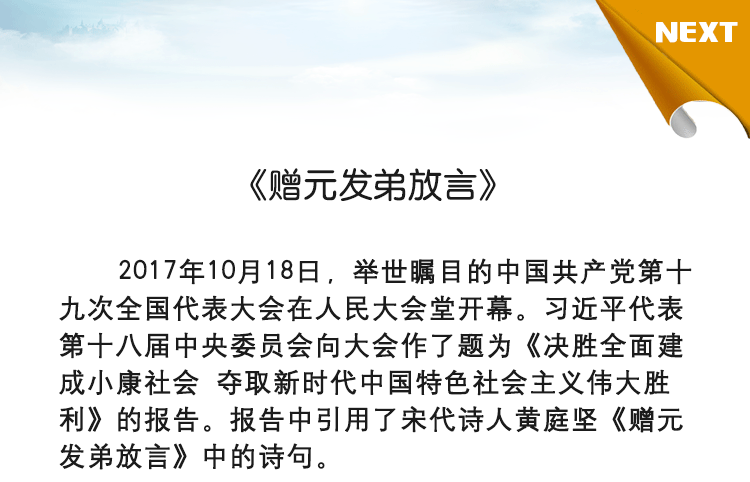 NEXT
《赠元发弟放言》
2017年10月18日，举世瞩目的中国共产党第十
九次全国代表大会在人民大会堂开幕。习近平代表
第十八届中央委员会向大会作了题为《决胜全面建
成小康社会 夺取新时代中国特色社会主义伟大胜
利》的报告。报告中引用了宋代诗人黄庭坚《赠元
发弟放言》中的诗句。